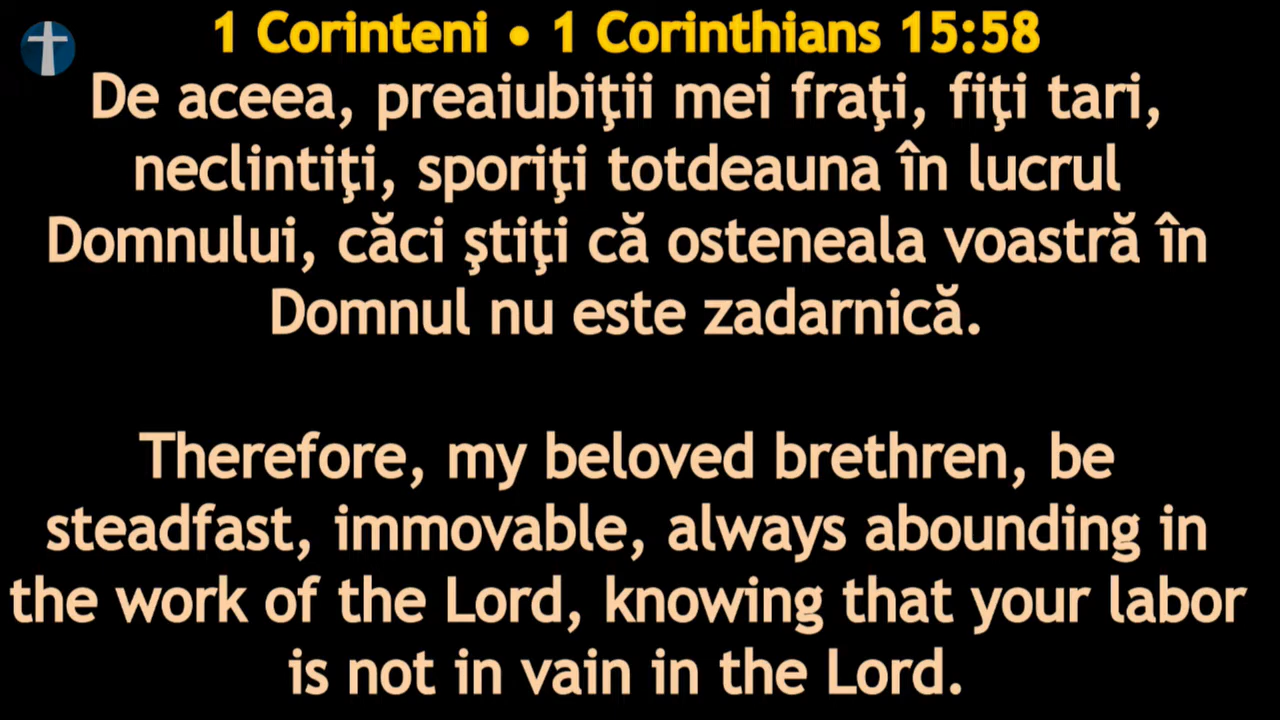 1 Corinteni • 1 Corinthians 15:58
De aceea, preaiubiţii mei fraţi, fiţi tari,
neclintiţi, sporiţi totdeauna în lucrul
Domnului, căci ştiţi că osteneala voastră în
Domnul nu este zadarnică.
Therefore, my beloved brethren, be
steadfast, immovable, always abounding in
the work of the Lord, knowing that your labor
is not in vain in the Lord.